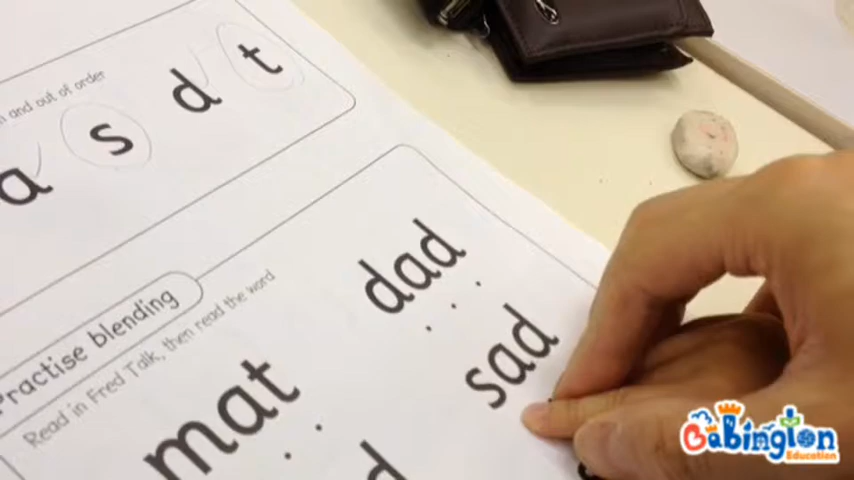 and out of order
a s d t
Practise blending
Read in Fred Talk, then read the word
dad
mat
sad
Babington
Education